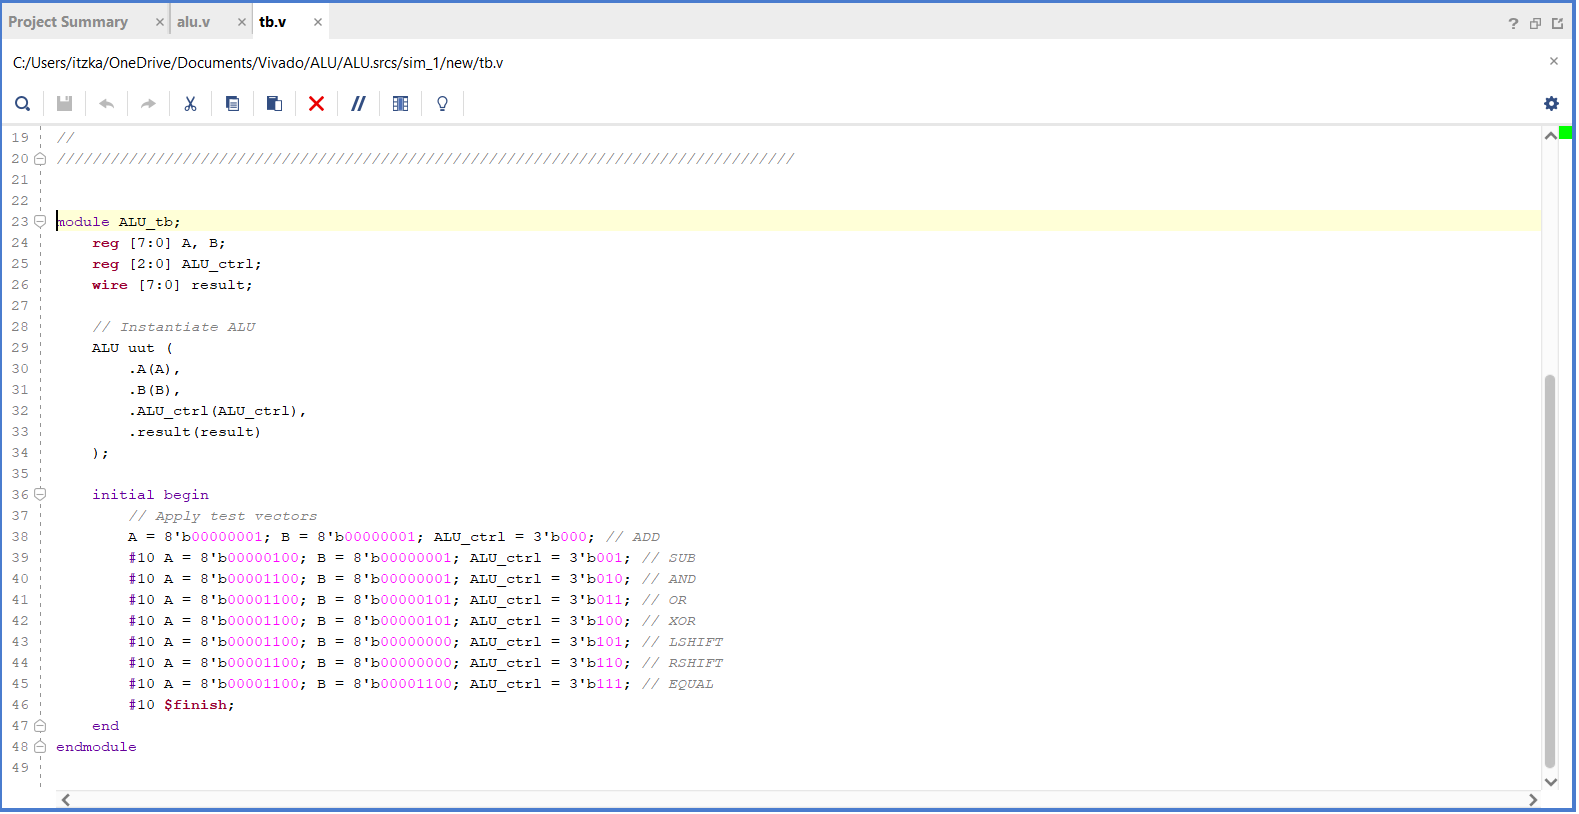 Project Summary × alu.v × tb.v ×
C:/Users/itzka/OneDrive/Documents/Vivado/ALU/ALU.srcs/sim_1/new/tb.v
19 //
20 //////////////////////////////////////////////////////////////////////////////////
21
22
23 module ALU_tb;
24 reg [7:0] A, B;
25 reg [2:0] ALU_ctrl;
26 wire [7:0] result;
27
28 // Instantiate ALU
29 ALU uut (
30 .A(A),
31 .B(B),
32 .ALU_ctrl(ALU_ctrl),
33 .result(result)
34 );
35
36 initial begin
37 // Apply test vectors
38 A = 8'b00000001; B = 8'b00000001; ALU_ctrl = 3'b000; // ADD
39 #10 A = 8'b00000100; B = 8'b00000001; ALU_ctrl = 3'b001; // SUB
40 #10 A = 8'b00001100; B = 8'b00000001; ALU_ctrl = 3'b010; // AND
41 #10 A = 8'b00001100; B = 8'b00000101; ALU_ctrl = 3'b011; // OR
42 #10 A = 8'b00001100; B = 8'b00000101; ALU_ctrl = 3'b100; // XOR
43 #10 A = 8'b00001100; B = 8'b00000000; ALU_ctrl = 3'b101; // LSHIFT
44 #10 A = 8'b00001100; B = 8'b00000000; ALU_ctrl = 3'b110; // RSHIFT
45 #10 A = 8'b00001100; B = 8'b00001100; ALU_ctrl = 3'b111; // EQUAL
46 #10 $finish;
47 end
48 endmodule
49